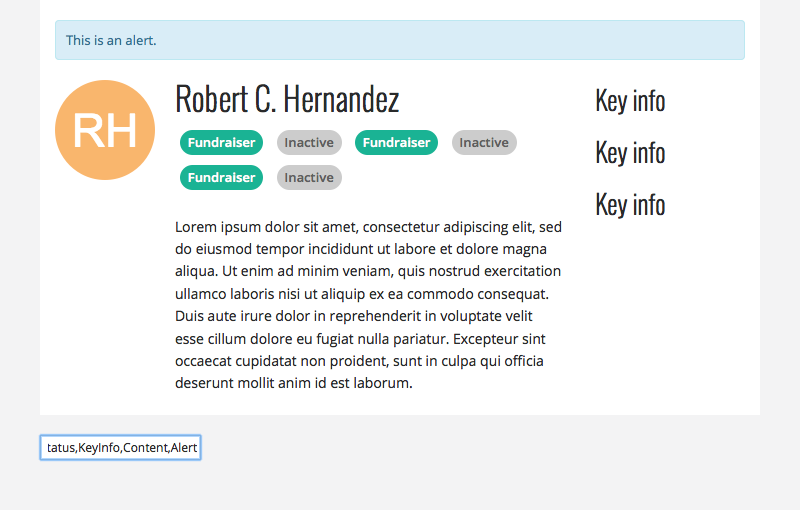 This is an alert.
RH
Robert C. Hernandez
Fundraiser Inactive Fundraiser Inactive
Fundraiser Inactive
Lorem ipsum dolor sit amet, consectetur adipiscing elit, sed
do eiusmod tempor incididunt ut labore et dolore magna
aliqua. Ut enim ad minim veniam, quis nostrud exercitation
ullamco laboris nisi ut aliquip ex ea commodo consequat.
Duis aute irure dolor in reprehenderit in voluptate velit
esse cillum dolore eu fugiat nulla pariatur. Excepteur sint
occaecat cupidatat non proident, sunt in culpa qui officia
deserunt mollit anim id est laborum.
Key info
Key info
Key info
tatus,KeyInfo,Content,Alert